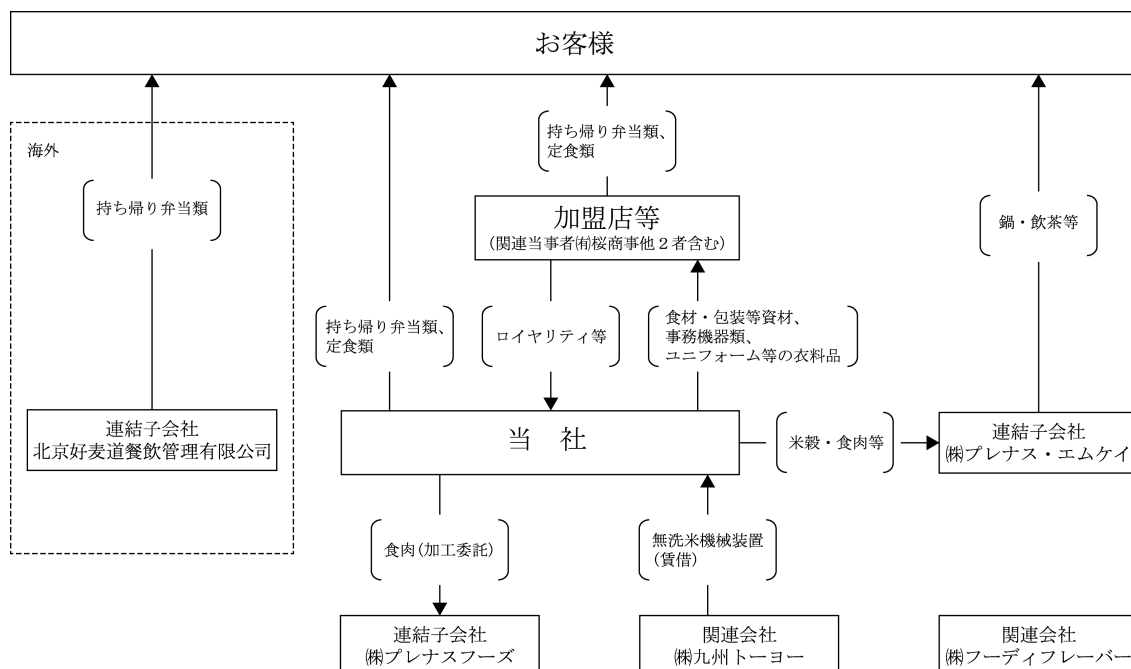 お客様
海外
持ち帰り弁当類、
定食類
持ち帰り弁当類
鍋・飲茶等
加盟店等
(関連当事者㈲桜商事他２者含む)
持ち帰り弁当類、
定食類
ロイヤリティ等
食材・包装等資材、
事務機器類、
ユニフォーム等の衣料品
連結子会社
北京好麦道餐飲管理有限公司
当　社
米穀・食肉等
連結子会社
㈱プレナス・エムケイ
食肉(加工委託)
無洗米機械装置
(賃借)
連結子会社
㈱プレナスフーズ
関連会社
㈱九州トーヨー
関連会社
㈱フーディフレーバー